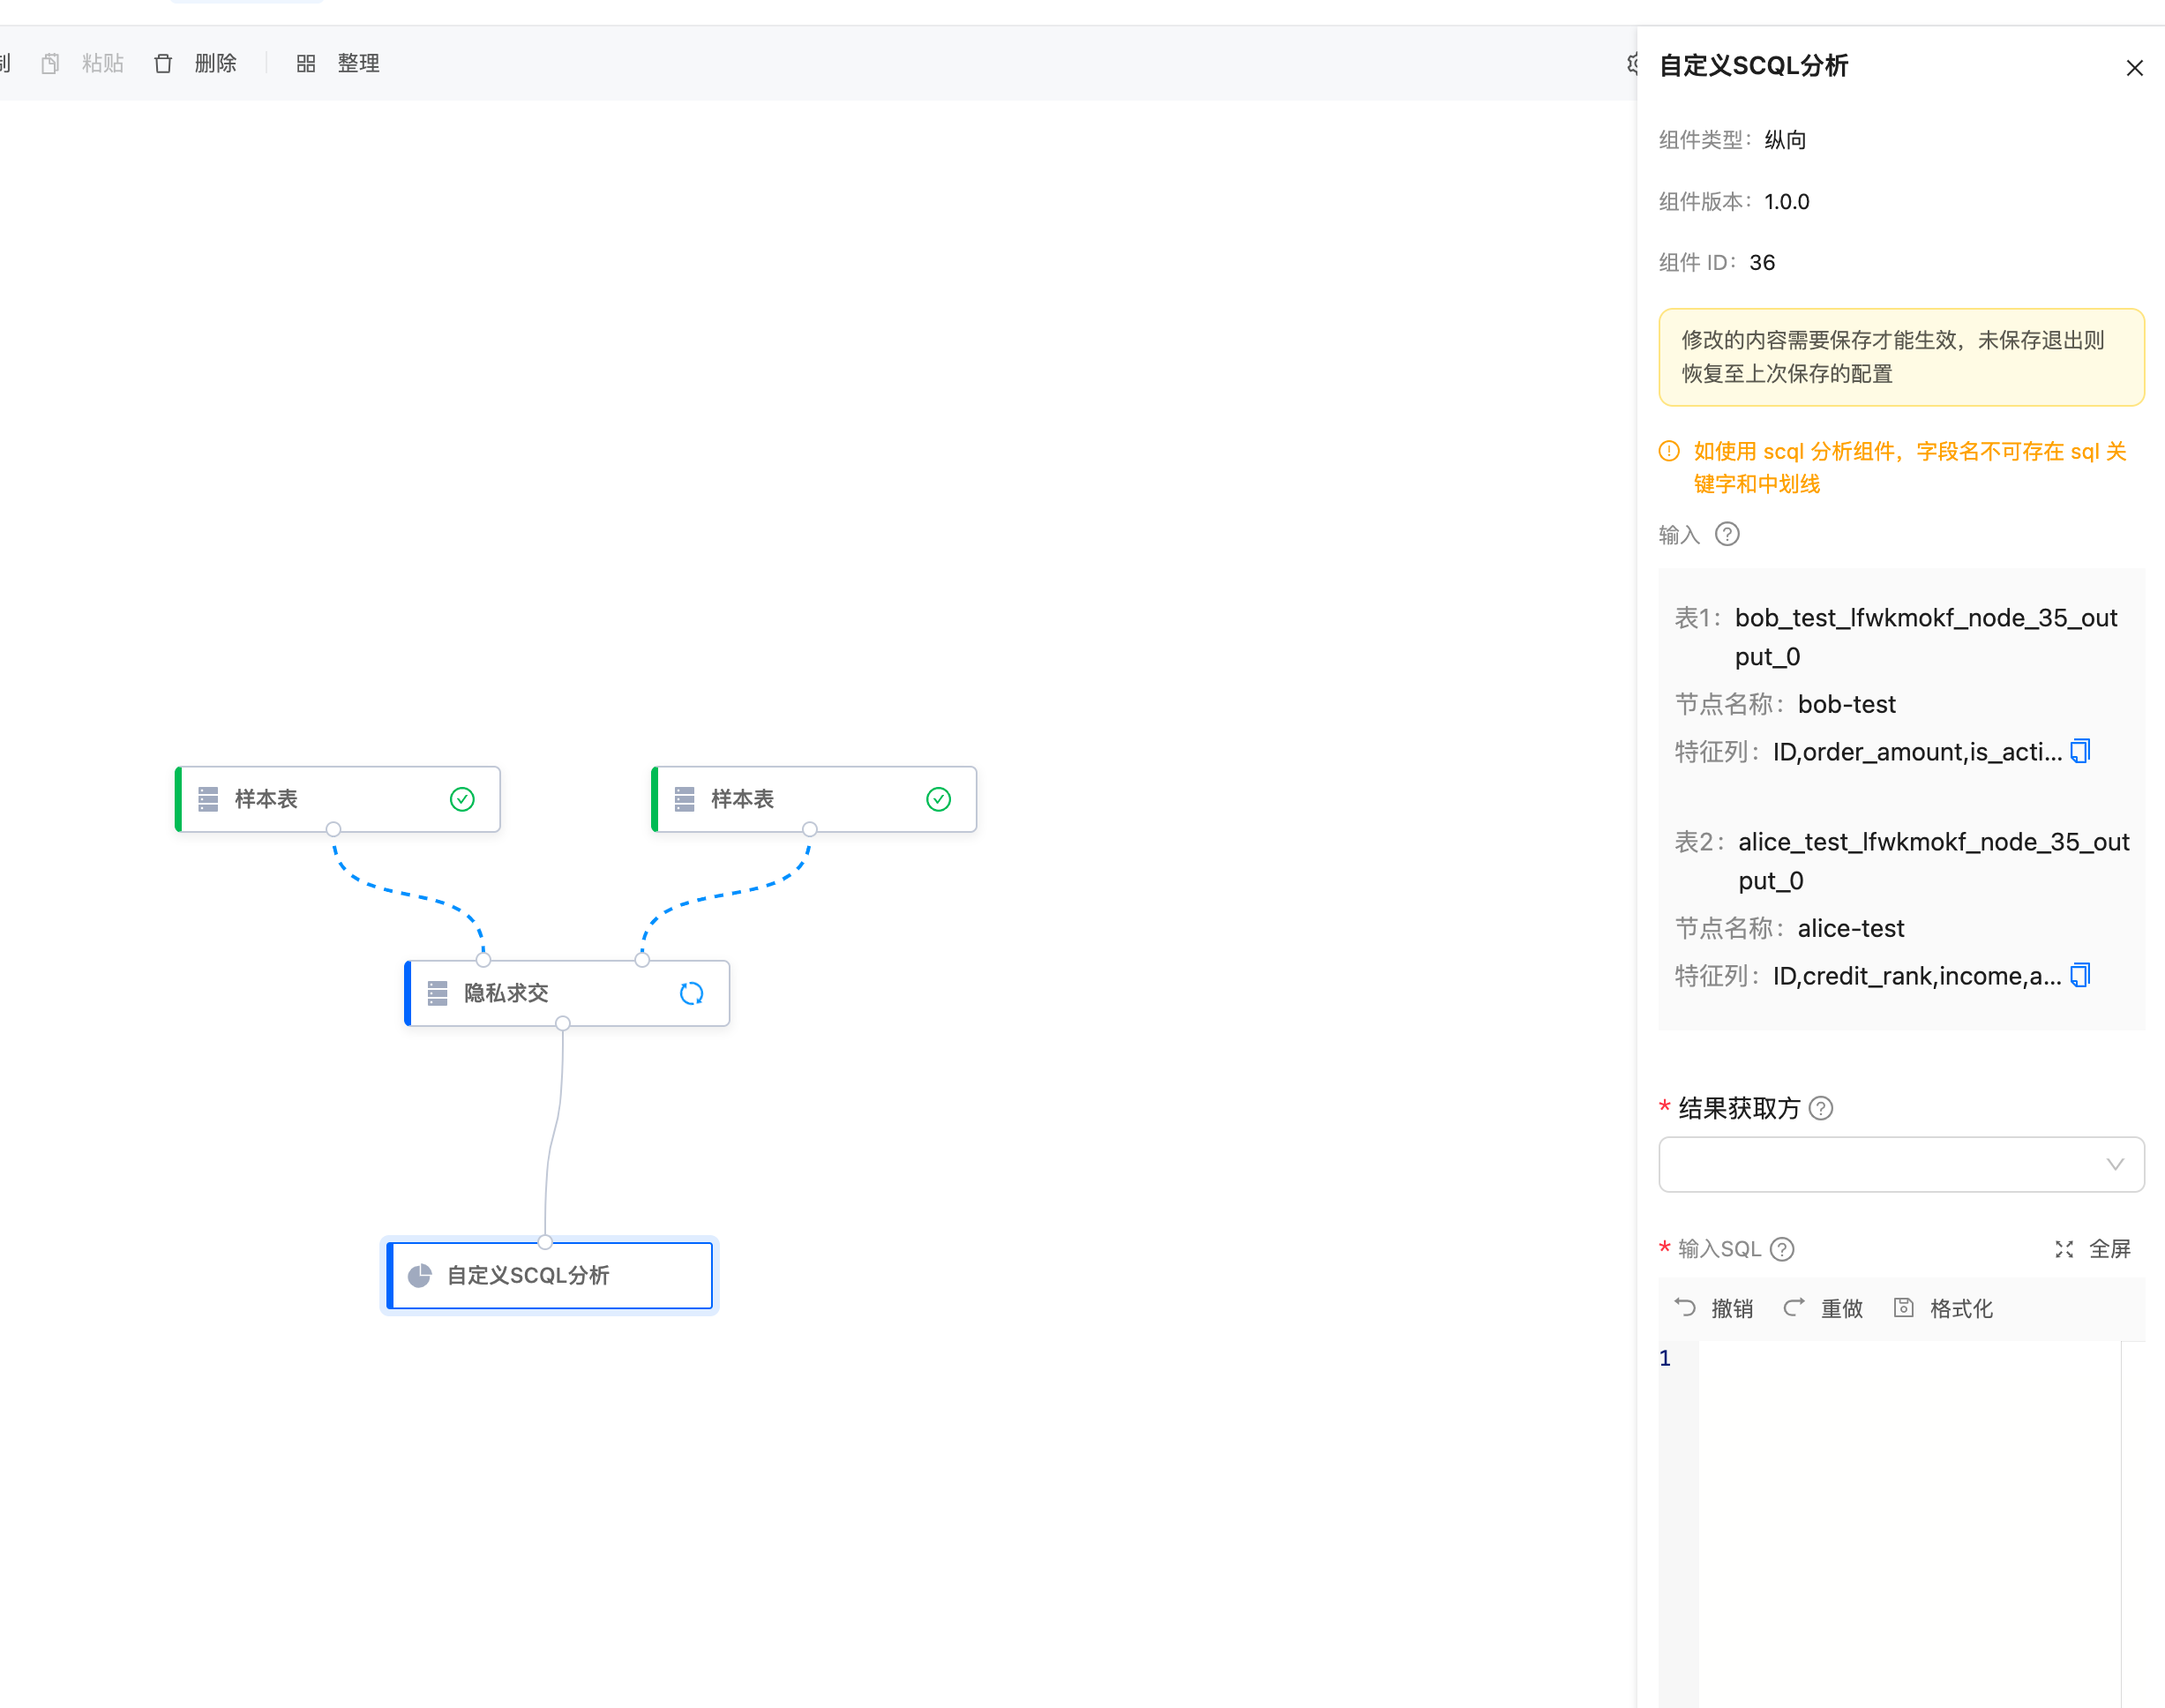 制 粘贴 删除 整理
自定义SCQL分析
组件类型： 纵向
组件版本： 1.0.0
组件 ID： 36
修改的内容需要保存才能生效，未保存退出则
恢复至上次保存的配置
如使用 scql 分析组件，字段名不可存在 sql 关
键字和中划线
输入
表1： bob_test_lfwkmokf_node_35_out
put_0
节点名称： bob-test
特征列： ID,order_amount,is_acti...
表2： alice_test_lfwkmokf_node_35_out
put_0
节点名称： alice-test
特征列： ID,credit_rank,income,a...
* 结果获取方
* 输入SQL 全屏
撤销 重做 格式化
1
样本表 样本表
隐私求交
自定义SCQL分析